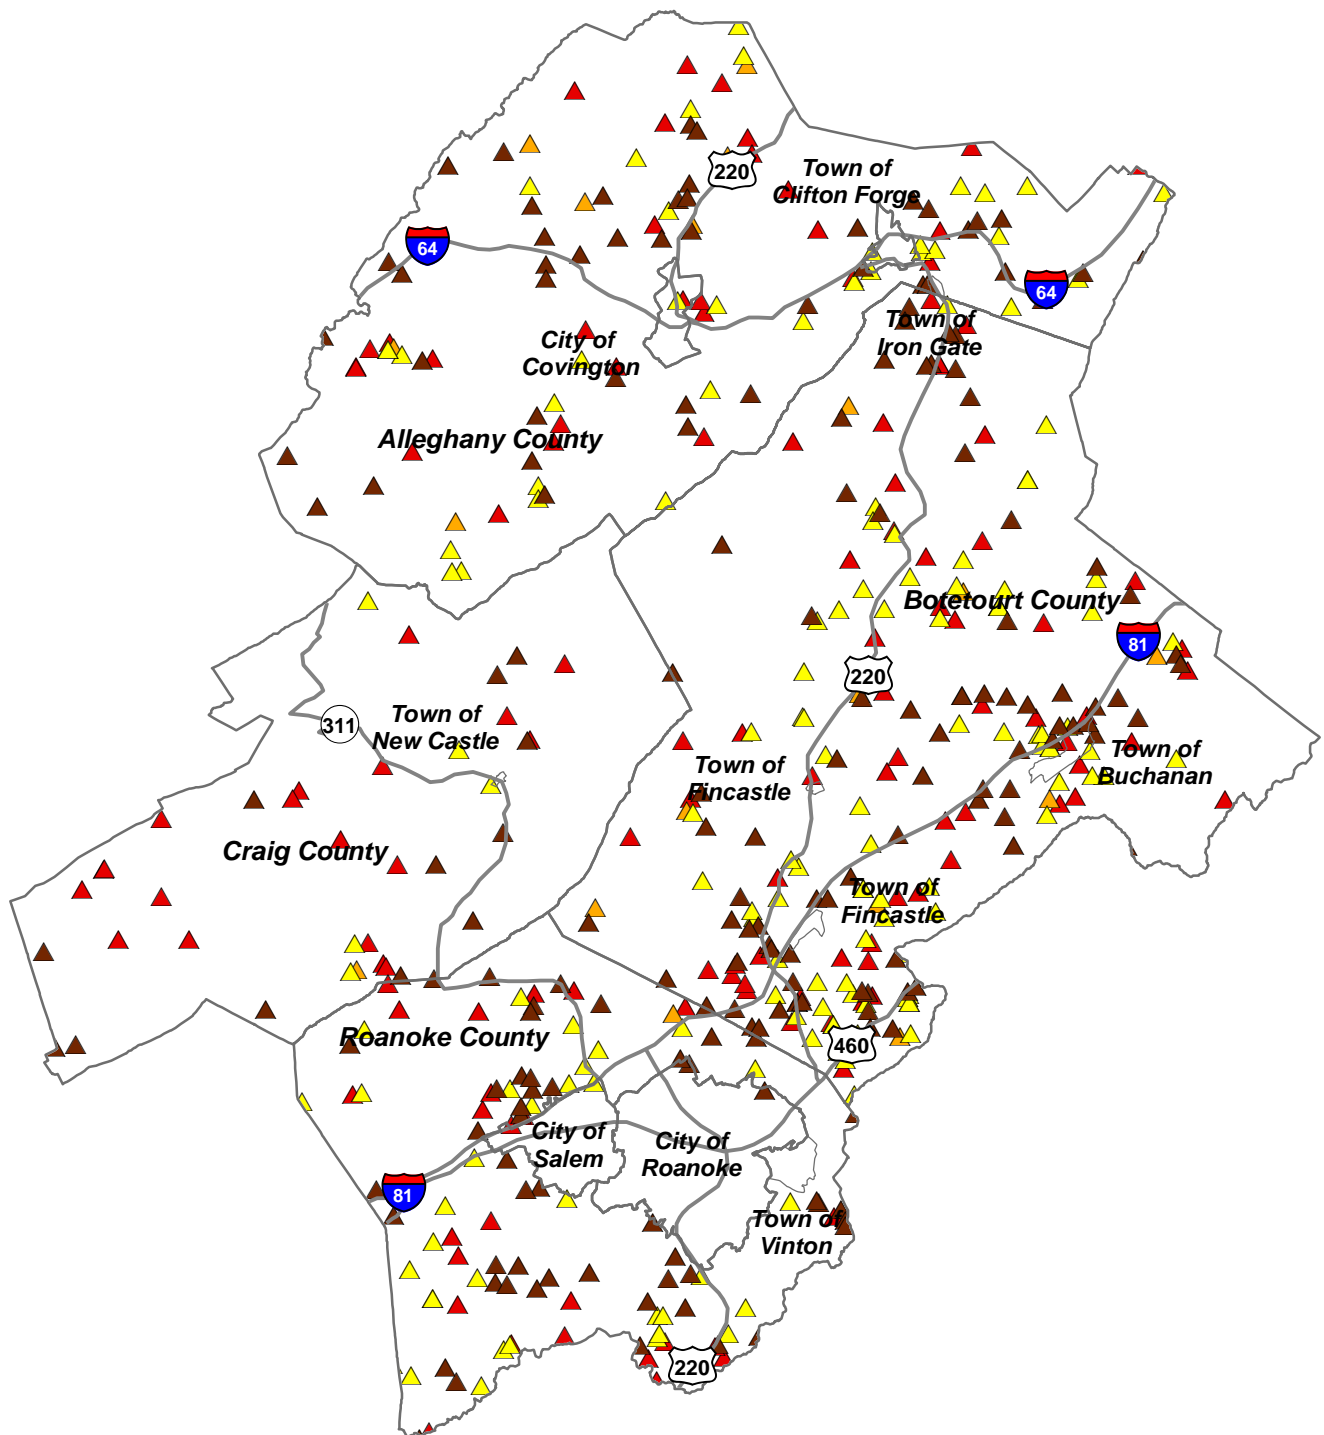 220
Town of
Clifton Forge
64
64
Town of
Iron Gate
City of
Covington
Alleghany County
Botetourt County
81
220
311
Town of
New Castle
Town of
Buchanan
Town of
Fincastle
Craig County
Town of
Fincastle
Roanoke County
460
City of
Salem
City of
Roanoke
81
Town of
Vinton
220